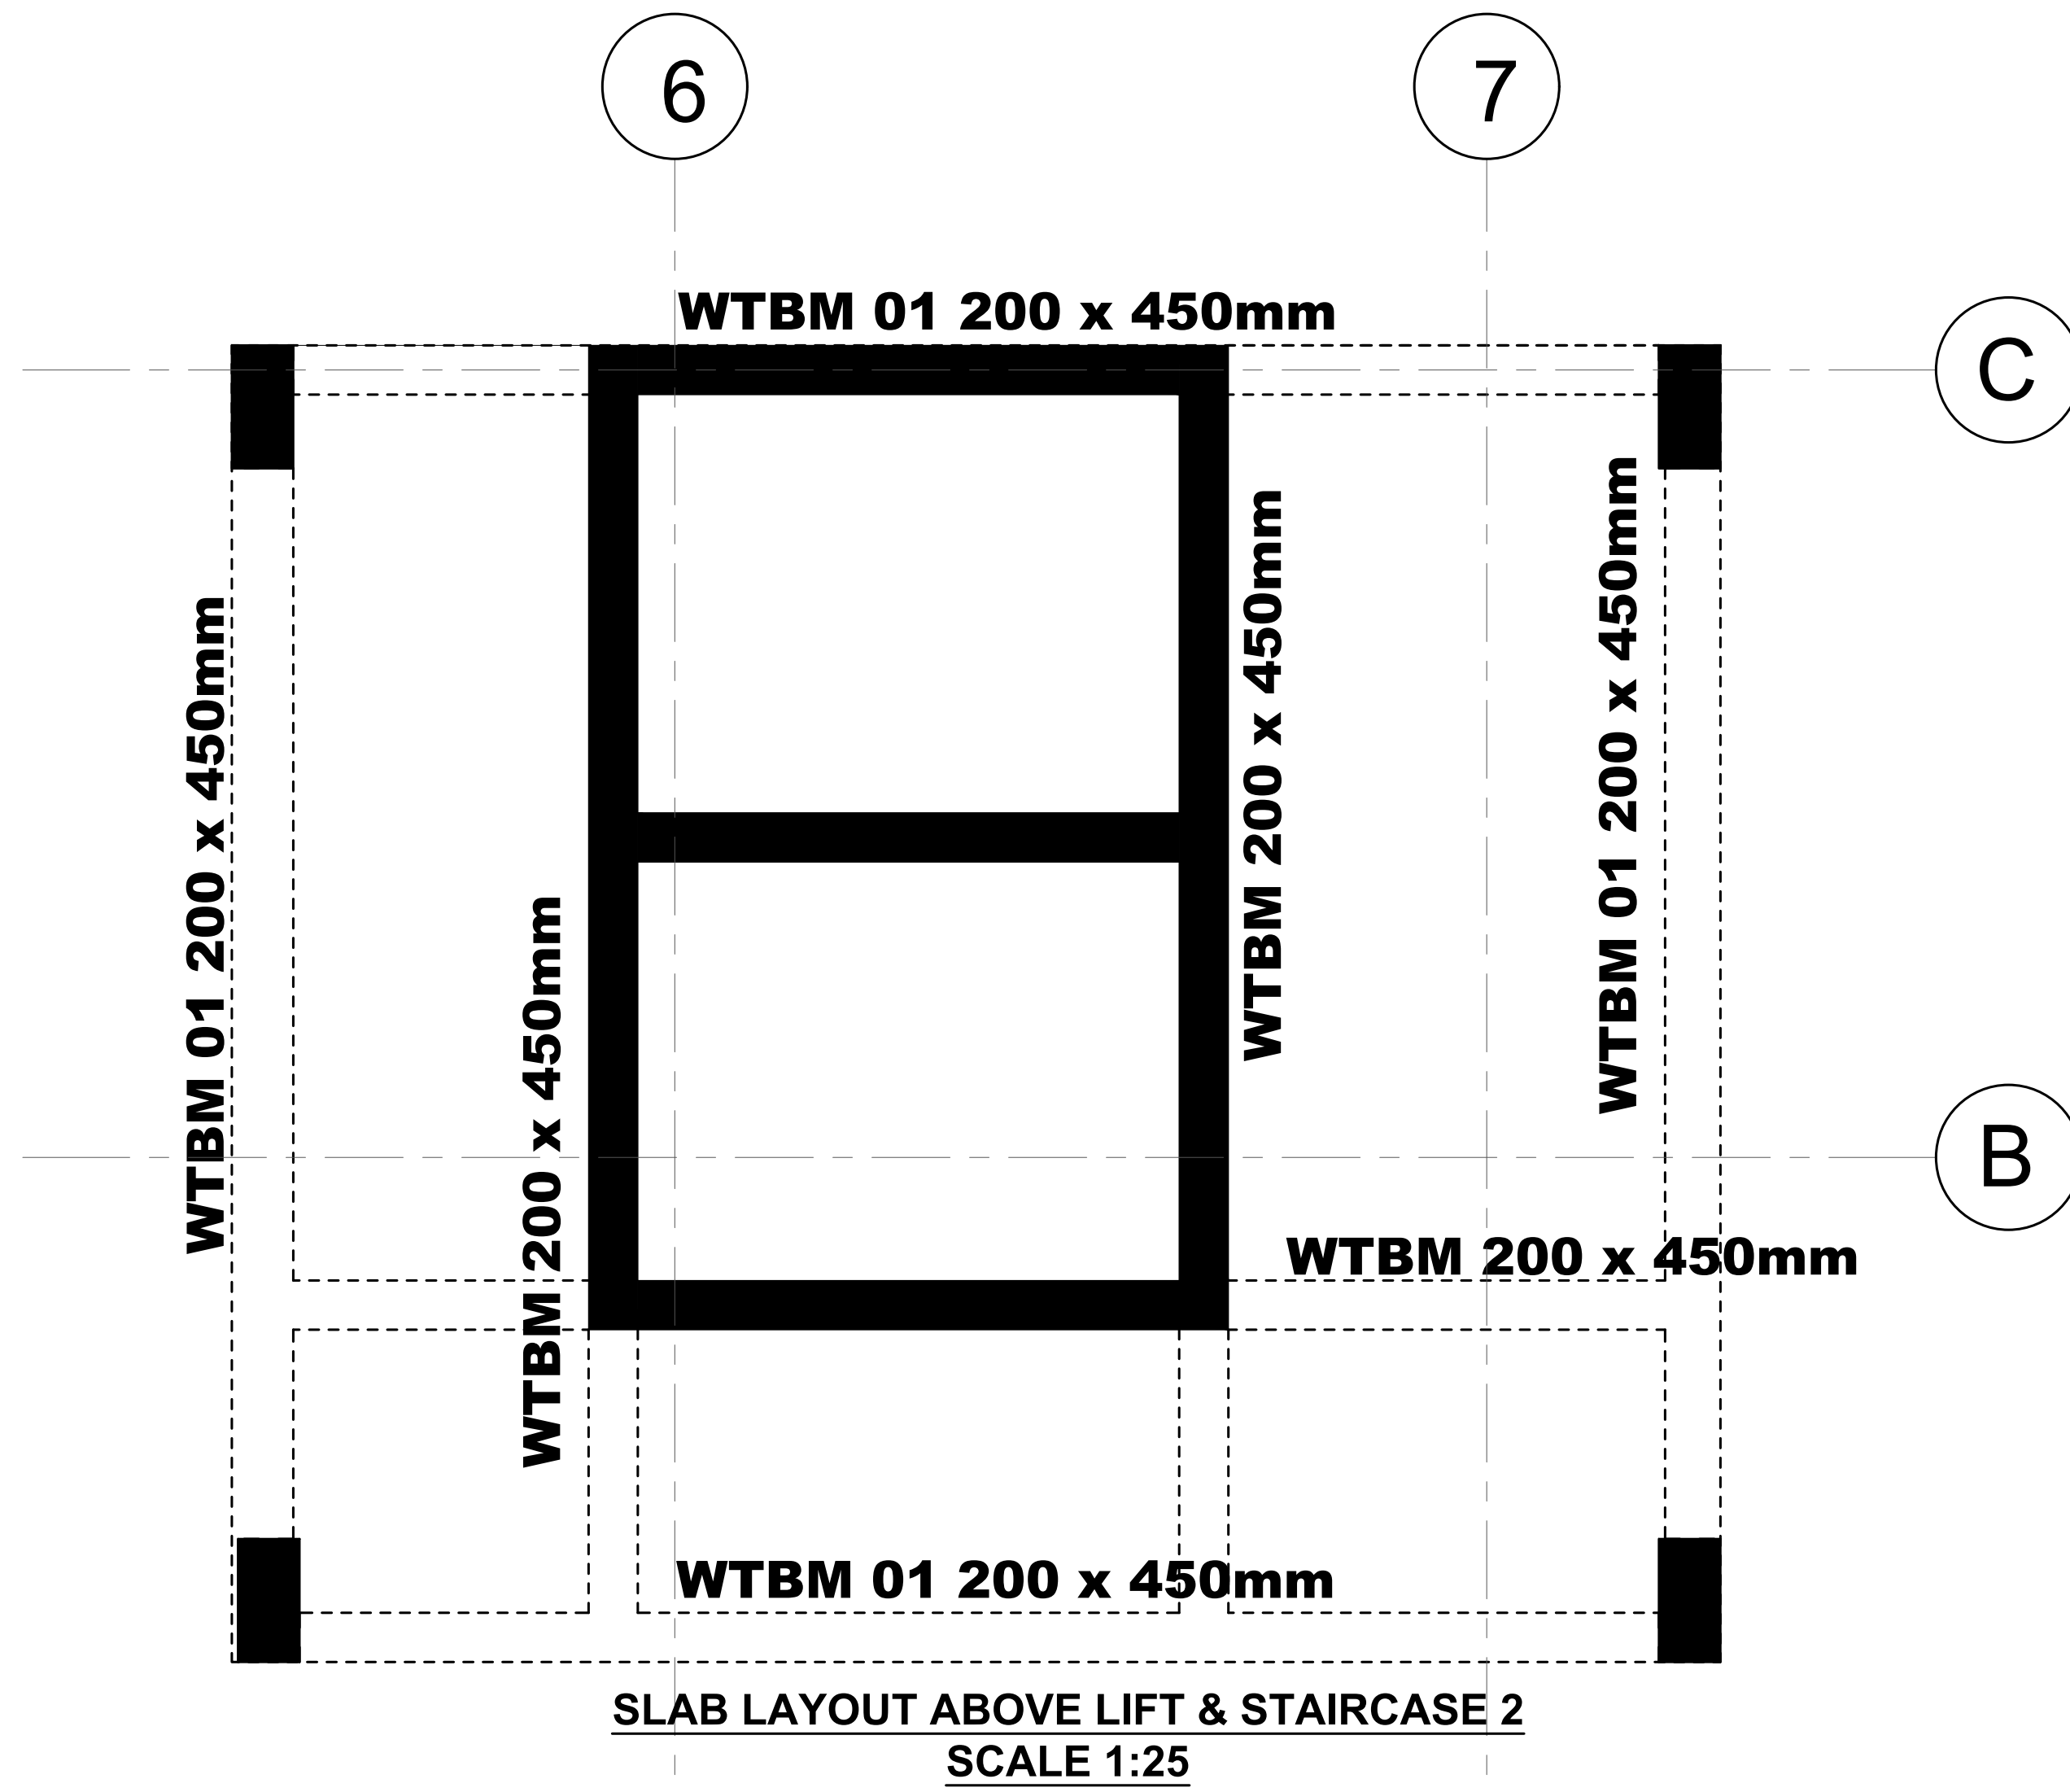 6
7
WTBM 01 200 x 450mm
C
WTBM 01 200 x 450mm
WTBM 200 x 450mm
WTBM 200 x 450mm
WTBM 01 200 x 450mm
B
WTBM 200 x 450mm
WTBM 01 200 x 450mm
SLAB LAYOUT ABOVE LIFT & STAIRCASE 2
SCALE 1:25